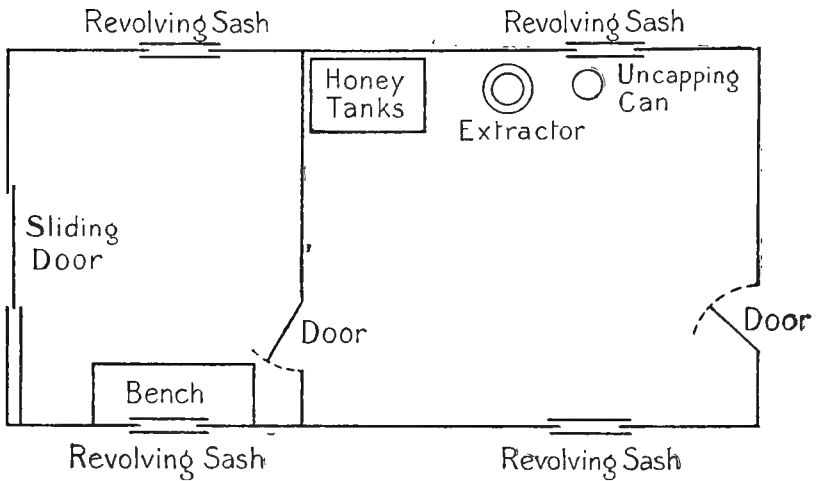 Revolving Sash
Revolving Sash
Honey
Tanks
Extractor
Uncapping
Can
Sliding
Door
Door
Door
Bench
Revolving Sash
Revolving Sash